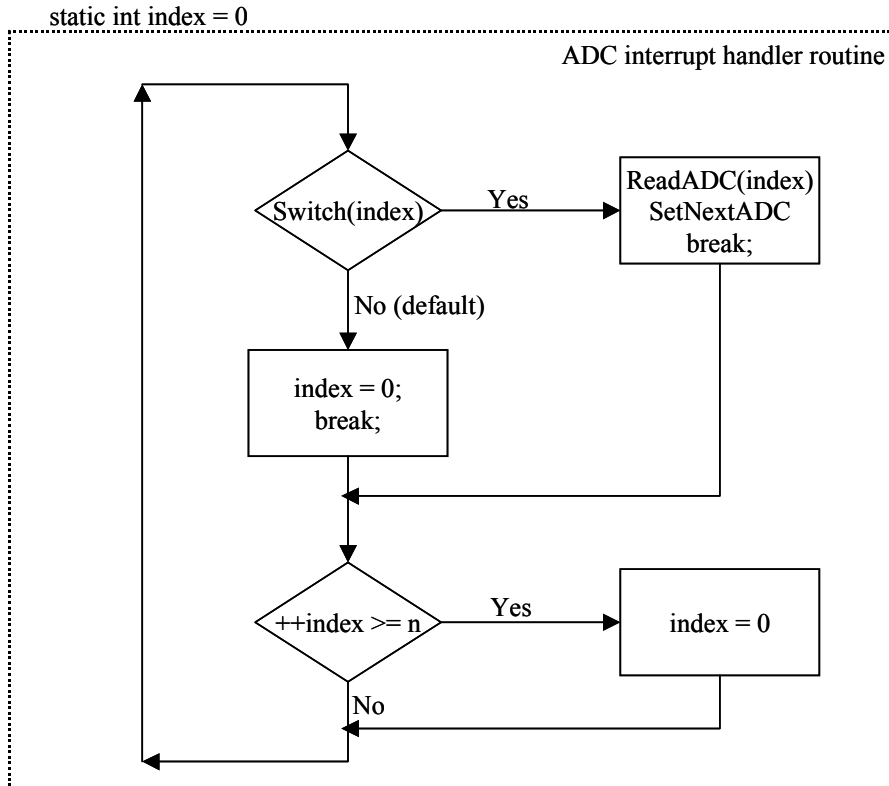 static int index = 0
ADC interrupt handler routine
Switch(index)
Yes
ReadADC(index)
SetNextADC
break;
No (default)
index = 0;
break;
++index >= n
Yes
index = 0
No